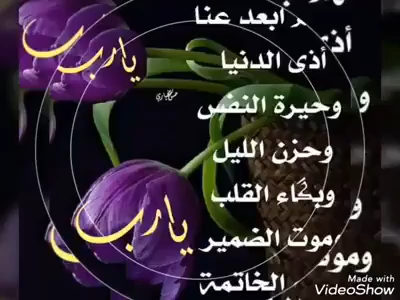 أبعد عنا
أذى الدنيا
وحيرة النفس
وحزن الليل
وبكاء القلب
وموت الضمير
الخاتمة
يارب
يارب
Made with
VideoShow